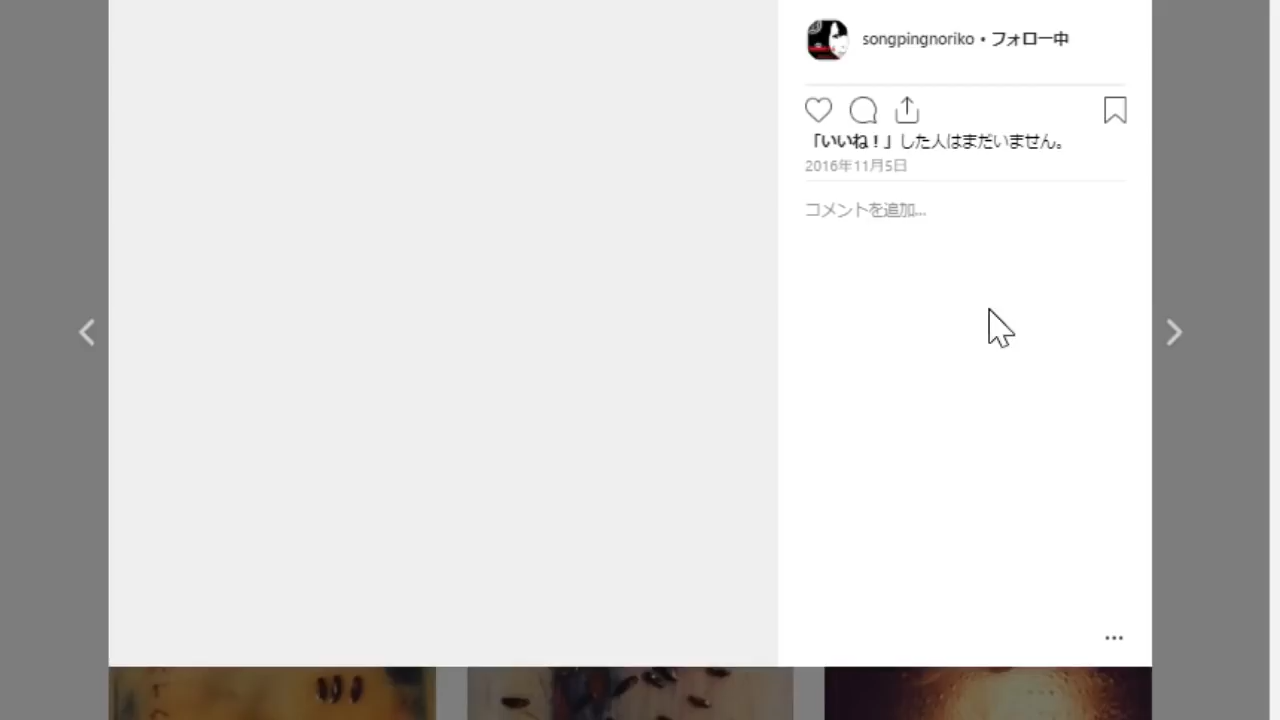 songpingnoriko • フォロー中
「いいね！」した人はまだいません。
2016年11月5日
コメントを追加...